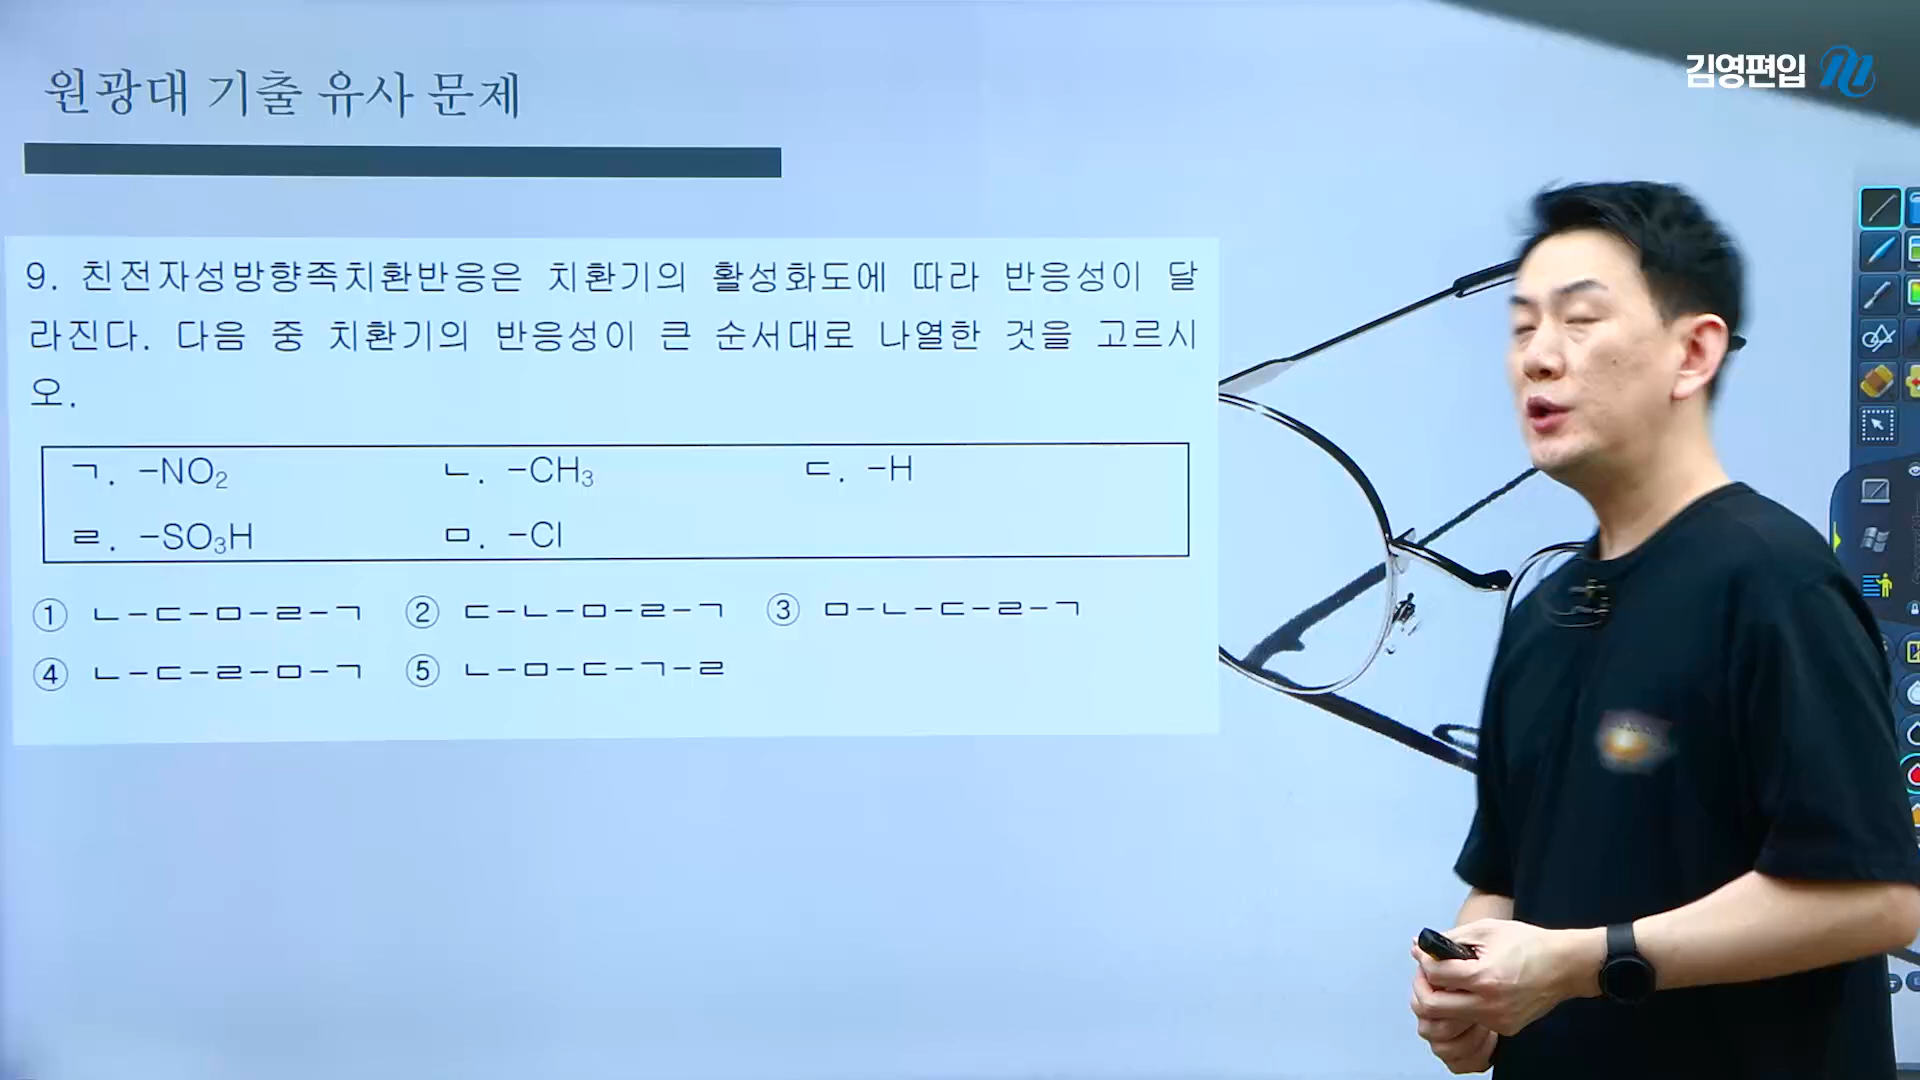 원광대 기출 유사 문제
김영편입
9. 친전자성방향족치환반응은 치환기의 활성화도에 따라 반응성이 달
라진다. 다음 중 치환기의 반응성이 큰 순서대로 나열한 것을 고르시
오.
ㄱ. -NO₂ ㄴ. -CH₃ ㄷ. -H
ㄹ. -SO₃H ㅁ. -Cl
① ㄴ-ㄷ-ㅁ-ㄹ-ㄱ ② ㄷ-ㄴ-ㅁ-ㄹ-ㄱ ③ ㅁ-ㄴ-ㄷ-ㄹ-ㄱ
④ ㄴ-ㄷ-ㄹ-ㅁ-ㄱ ⑤ ㄴ-ㅁ-ㄷ-ㄱ-ㄹ